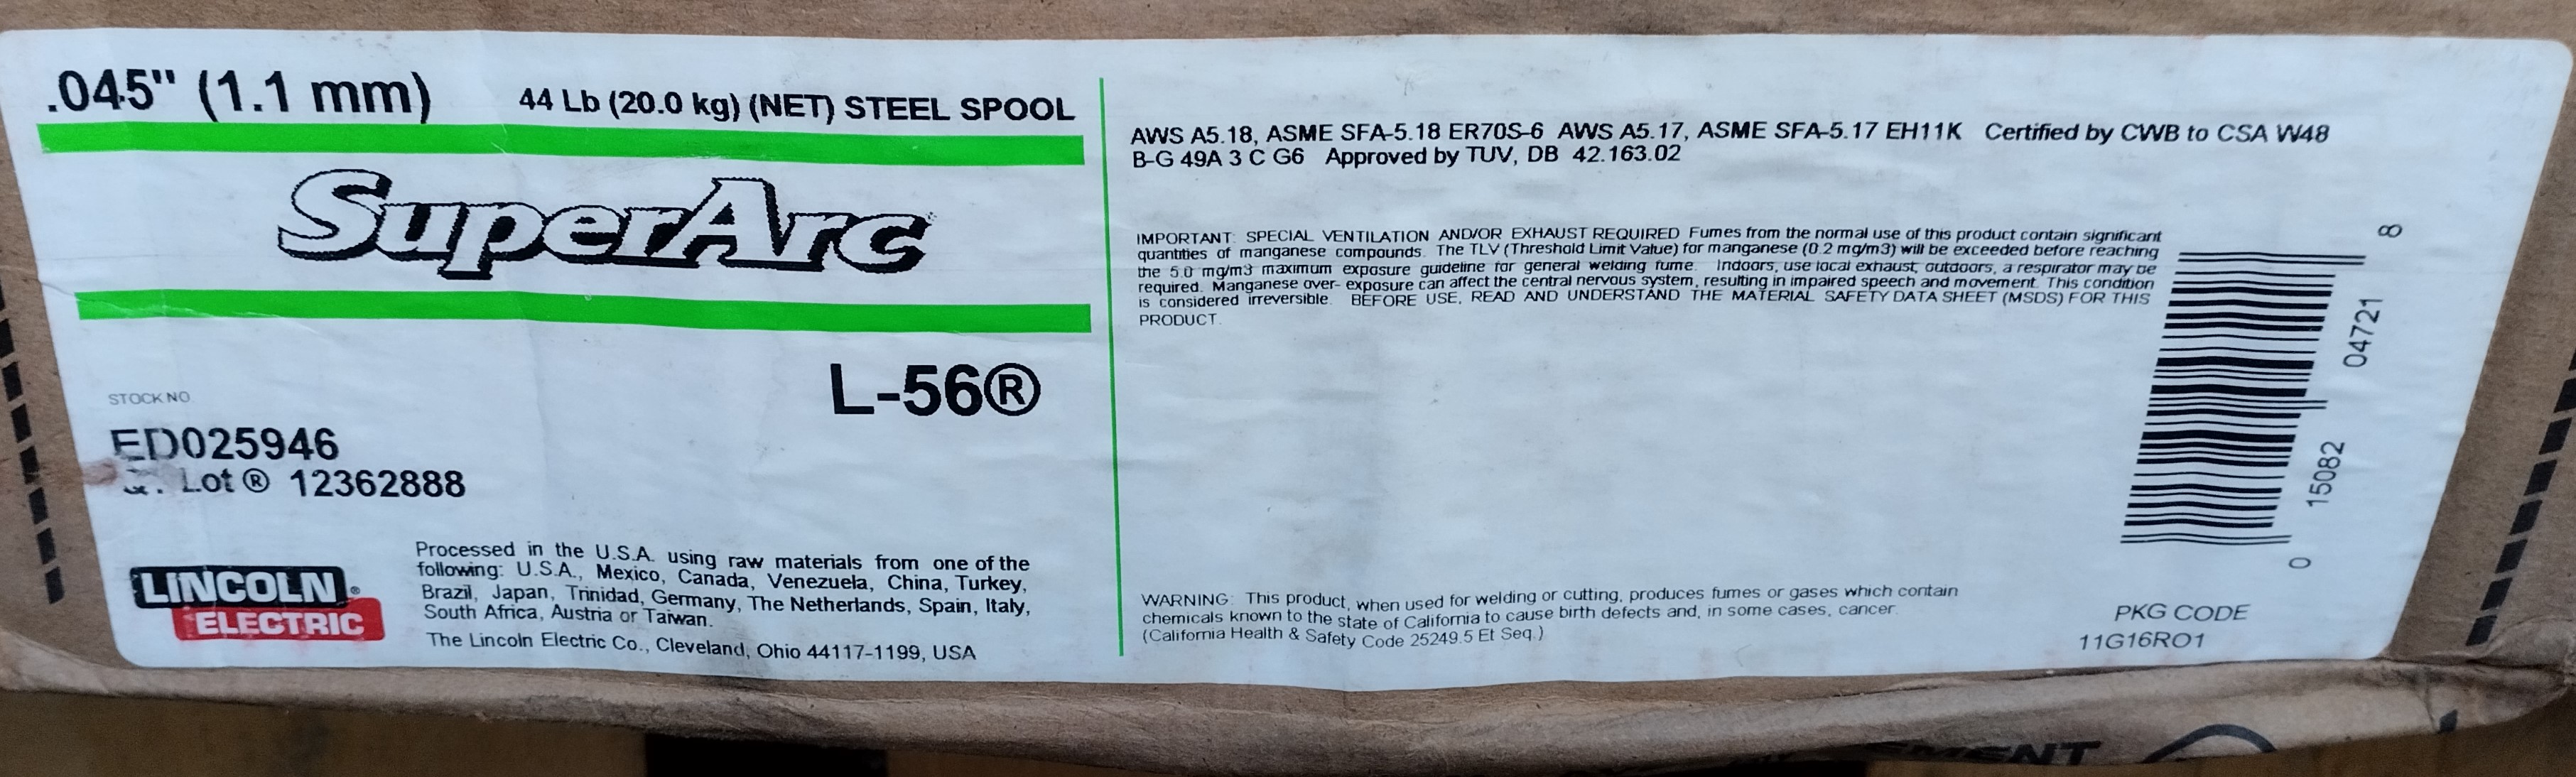 .045" (1.1 mm) 44 Lb (20.0 kg) (NET) STEEL SPOOL
SuperArc
L-56®
STOCK NO.
ED025946
Lot ® 12362888
LINCOLN ®
ELECTRIC
Processed in the U.S.A. using raw materials from one of the
following: U.S.A., Mexico, Canada, Venezuela, China, Turkey,
Brazil, Japan, Trinidad, Germany, The Netherlands, Spain, Italy,
South Africa, Austria or Taiwan.
The Lincoln Electric Co., Cleveland, Ohio 44117-1199, USA
AWS A5.18, ASME SFA-5.18 ER70S-6 AWS A5.17, ASME SFA-5.17 EH11K Certified by CWB to CSA W48
B-G 49A 3 C G6 Approved by TUV, DB 42.163.02
IMPORTANT: SPECIAL VENTILATION AND/OR EXHAUST REQUIRED Fumes from the normal use of this product contain significant
quantities of manganese compounds. The TLV (Threshold Limit Value) for manganese (0.2 mg/m3) will be exceeded before reaching
the 5.0 mg/m3 maximum exposure guideline for general welding fume. Indoors, use local exhaust; outdoors, a respirator may be
required. Manganese over- exposure can affect the central nervous system, resulting in impaired speech and movement. This condition
is considered irreversible. BEFORE USE, READ AND UNDERSTAND THE MATERIAL SAFETY DATA SHEET (MSDS) FOR THIS
PRODUCT.
WARNING: This product, when used for welding or cutting, produces fumes or gases which contain
chemicals known to the state of California to cause birth defects and, in some cases, cancer.
(California Health & Safety Code 25249.5 Et Seq.)
0 15082 04721 8
PKG CODE
11G16RO1